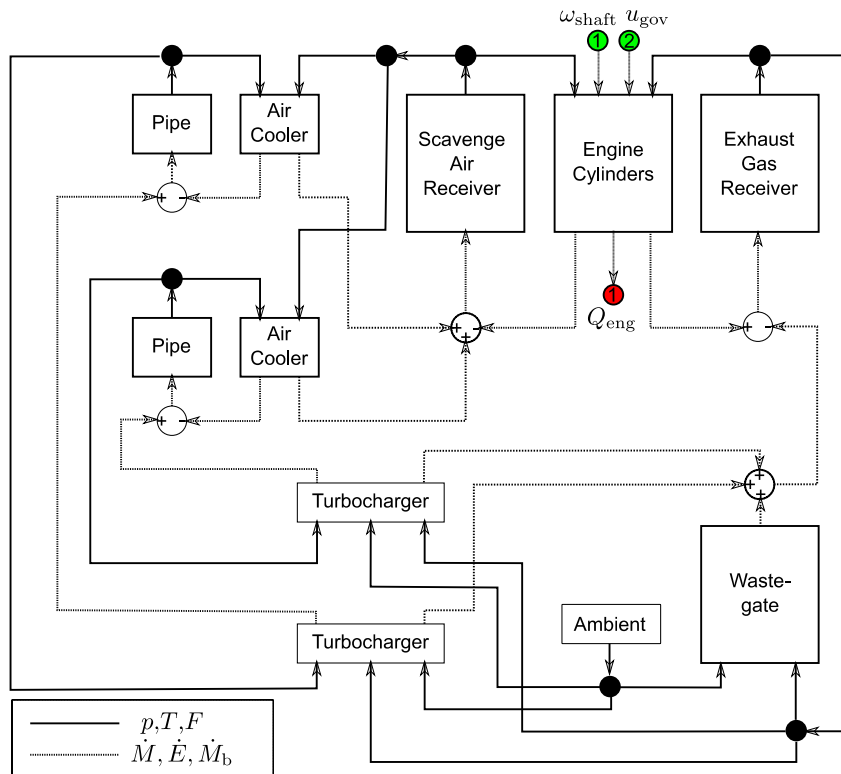 ω_shaft u_gov
1 2
Pipe
Air
Cooler
Scavenge
Air
Receiver
Engine
Cylinders
Exhaust
Gas
Receiver
+ −
1
Q_eng
+ + −
+ −
Pipe
Air
Cooler
+ −
Turbocharger
+ + +
Waste-
gate
Turbocharger
Ambient
p,T,F
Ṁ, Ė, Ṁ_b